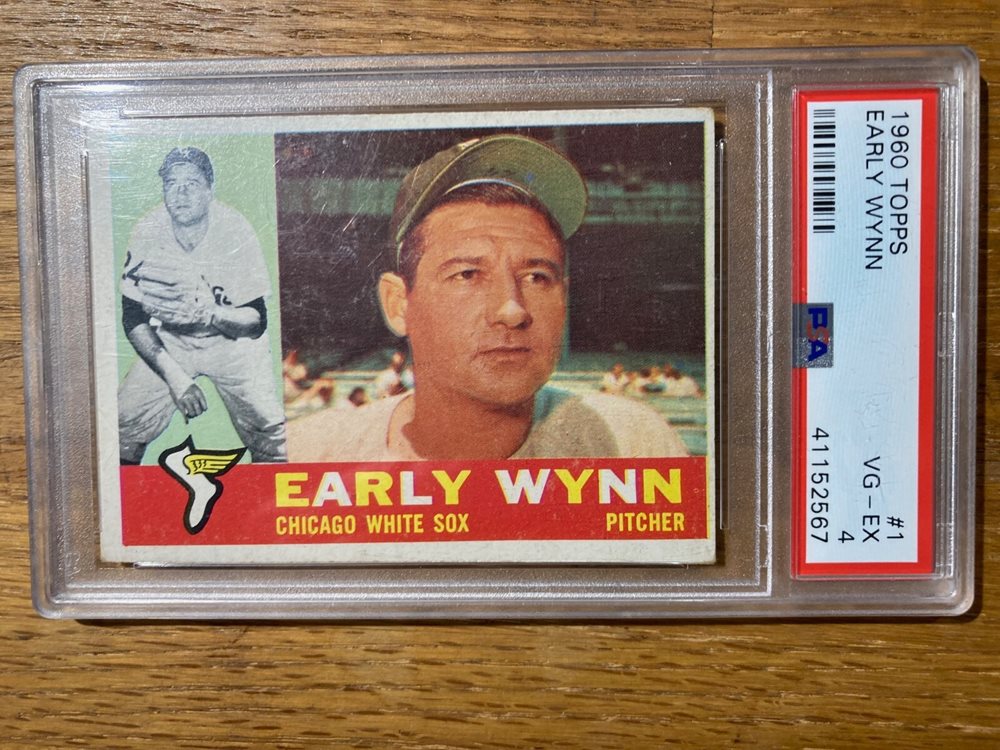 EARLY WYNN
CHICAGO WHITE SOX PITCHER
1960 TOPPS #1
EARLY WYNN VG-EX
4
PSA 41152567